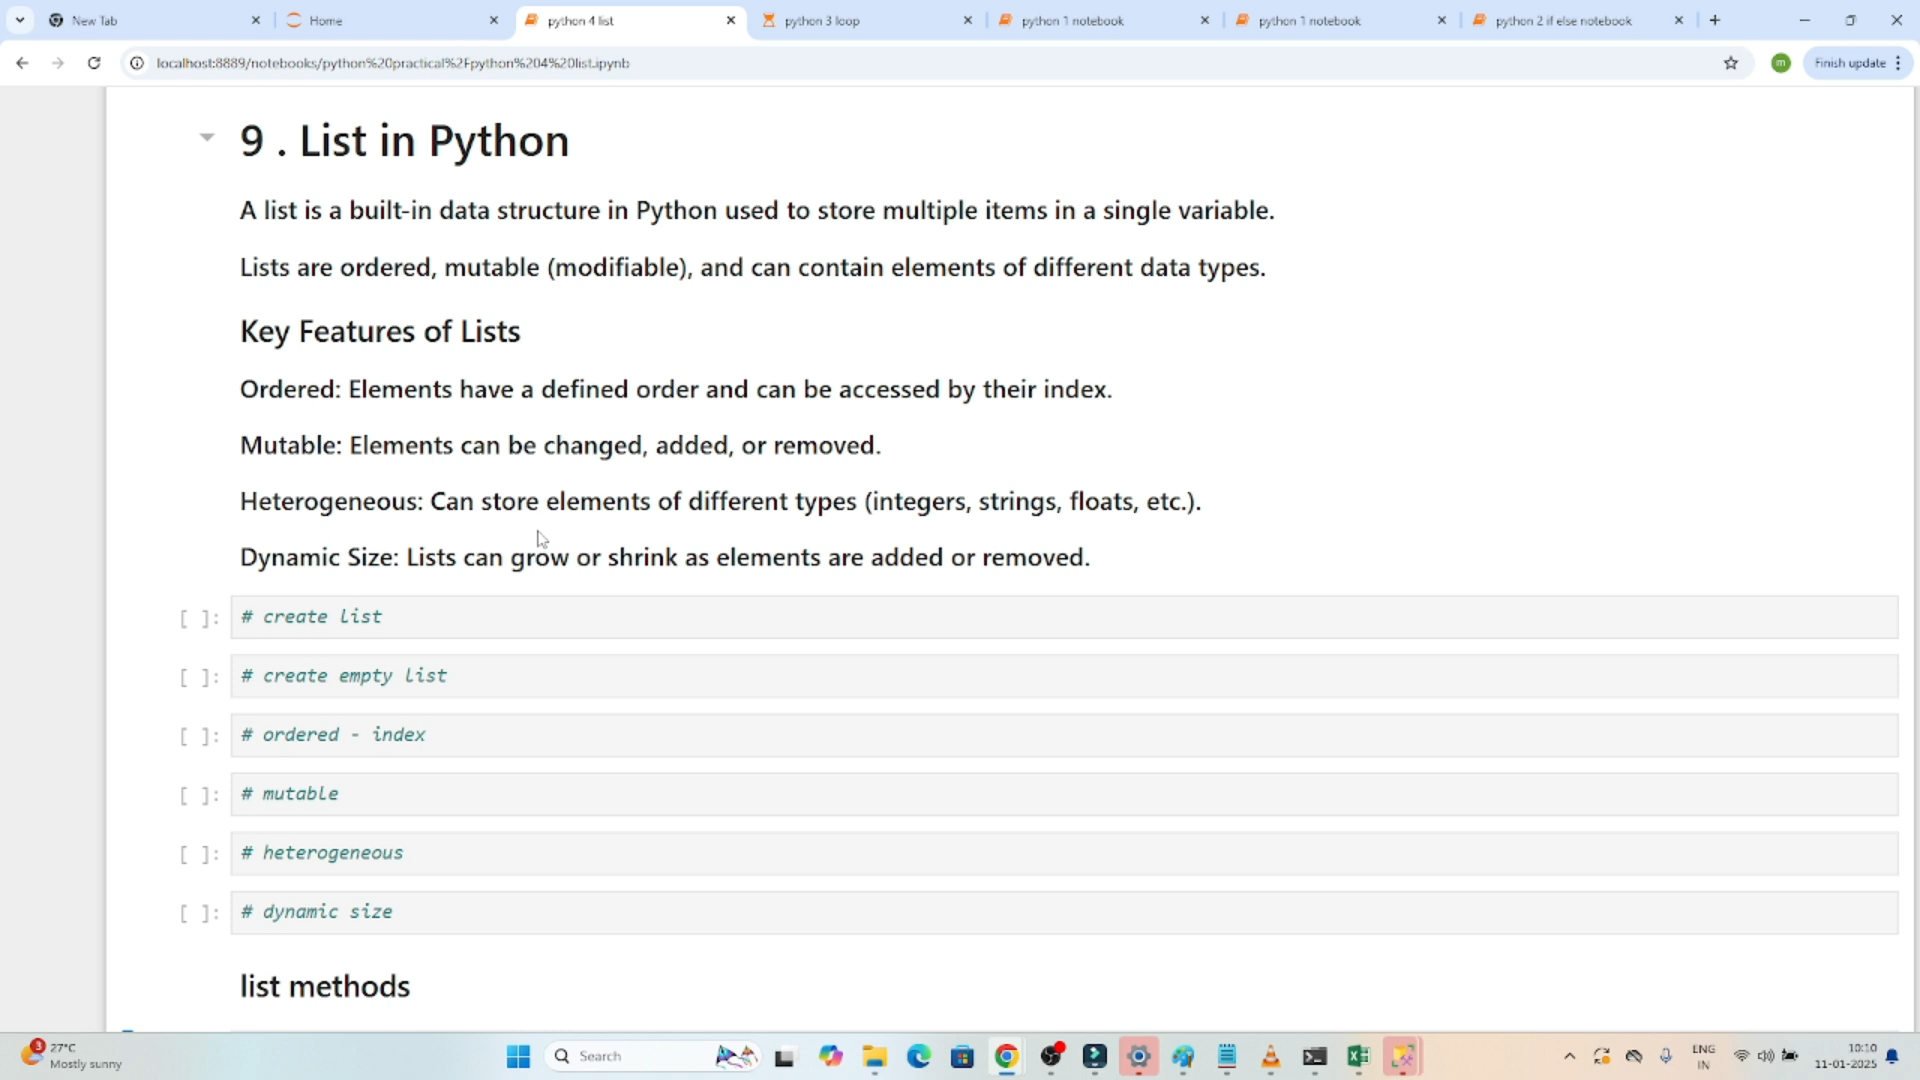 New Tab
Home
python 4 list
python 3 loop
python 1 notebook
python 1 notebook
python 2 if else notebook
localhost:8889/notebooks/python%20practical%2Fpython%204%20list.ipynb
m
Finish update
9 . List in Python
A list is a built-in data structure in Python used to store multiple items in a single variable.
Lists are ordered, mutable (modifiable), and can contain elements of different data types.
Key Features of Lists
Ordered: Elements have a defined order and can be accessed by their index.
Mutable: Elements can be changed, added, or removed.
Heterogeneous: Can store elements of different types (integers, strings, floats, etc.).
Dynamic Size: Lists can grow or shrink as elements are added or removed.
[ ]: # create list
[ ]: # create empty list
[ ]: # ordered - index
[ ]: # mutable
[ ]: # heterogeneous
[ ]: # dynamic size
list methods
3
27°C
Mostly sunny
Search
ENG
IN
10:10
11-01-2025